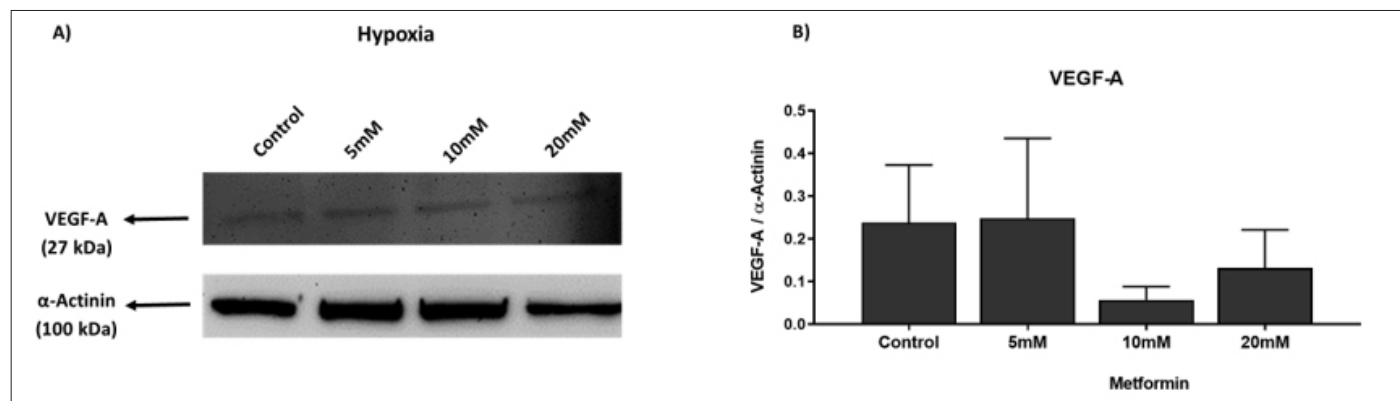 A)
Hypoxia
Control
5mM
10mM
20mM
VEGF-A
(27 kDa)
α-Actinin
(100 kDa)
B)
VEGF-A
VEGF-A / α-Actinin
0.5
0.4
0.3
0.2
0.1
0.0
Control 5mM 10mM 20mM
Metformin